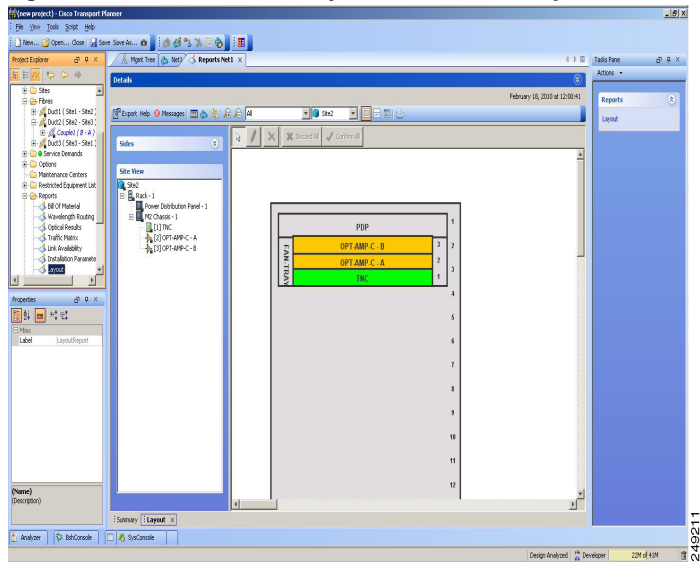 (new project) - Cisco Transport Planner
File View Tools Script Help
New... Open... Close Save Save As...
Project Explorer
Mgmt Tree Net1 Reports Net1 x
Tasks Pane
Actions
Sites
Fibres
Duct1 ( Site1 - Site2 )
Duct2 ( Site2 - Site3 )
Couple1 ( B - A )
Duct3 ( Site3 - Site1 )
Service Demands
Options
Maintenance Centers
Restricted Equipment List
Reports
Bill Of Material
Wavelength Routing
Optical Results
Traffic Matrix
Link Availability
Installation Paramete
Layout
Properties
Misc
Label LayoutReport
(Name)
(Description)
Details
February 18, 2010 at 12:00:41
Export Help Messages All Site2
Sides
Discard All Confirm All
Site View
Site2
Rack - 1
Power Distribution Panel - 1
M2 Chassis - 1
[1] TNC
[2] OPT-AMP-C - A
[3] OPT-AMP-C - B
PDP 1
FAN-TRAY
OPT-AMP-C - B 3 2
OPT-AMP-C - A 2
3
TNC 1
4
5
6
7
8
9
10
11
12
Reports
Layout
Summary Layout x
Analyzer BshConsole SysConsole
Design Analyzed Developer 22M of 41M
249211